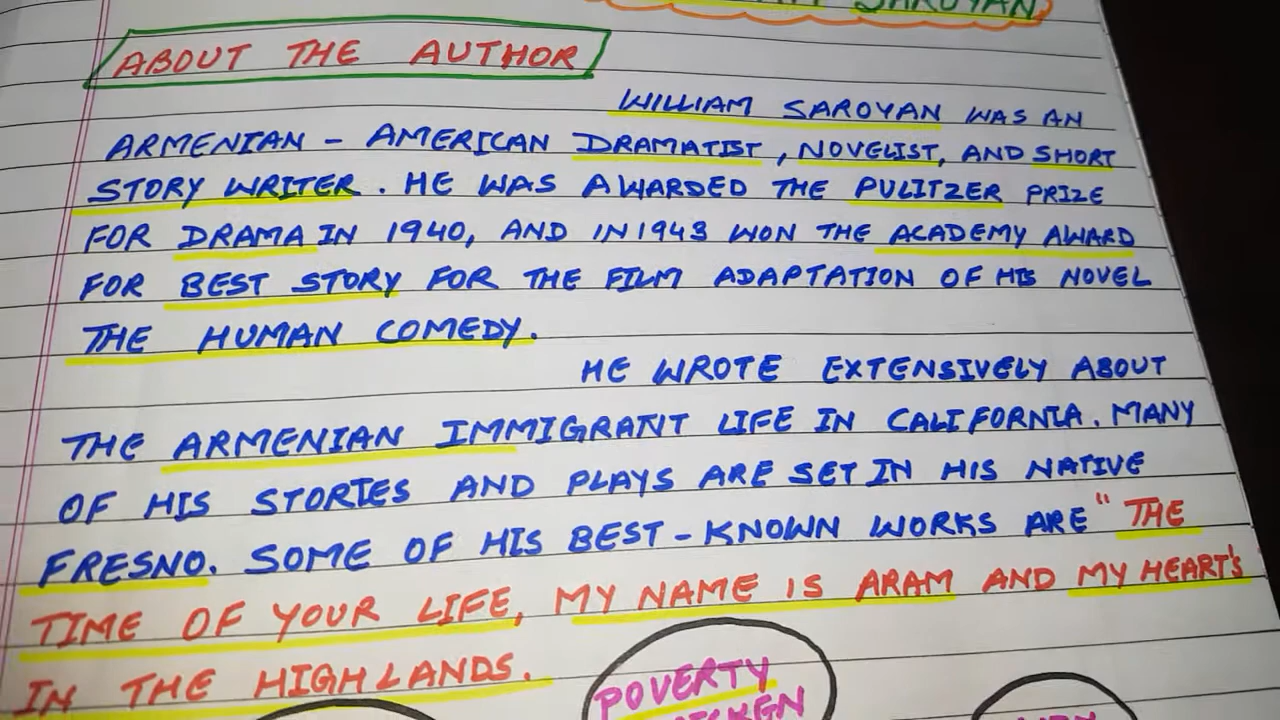 SAROYAN
ABOUT THE AUTHOR
WILLIAM SAROYAN WAS AN
ARMENIAN - AMERICAN DRAMATIST, NOVELIST, AND SHORT
STORY WRITER. HE WAS AWARDED THE PULITZER PRIZE
FOR DRAMA IN 1940, AND IN 1943 WON THE ACADEMY AWARD
FOR BEST STORY FOR THE FILM ADAPTATION OF HIS NOVEL
THE HUMAN COMEDY.
HE WROTE EXTENSIVELY ABOUT
THE ARMENIAN IMMIGRANT LIFE IN CALIFORNIA. MANY
OF HIS STORIES AND PLAYS ARE SET IN HIS NATIVE
FRESNO. SOME OF HIS BEST-KNOWN WORKS ARE "THE
TIME OF YOUR LIFE, MY NAME IS ARAM AND MY HEART'S
IN THE HIGHLANDS.
POVERTY